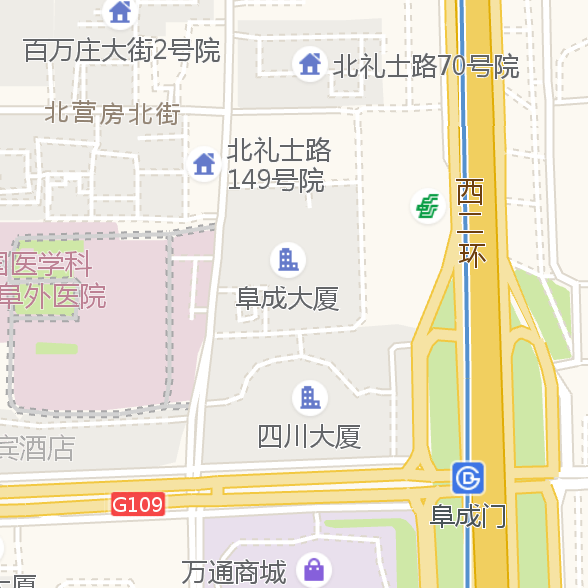 百万庄大街2号院
北礼士路70号院
北营房北街
北礼士路
149号院
西二环
国医学科
阜外医院
阜成大厦
四川大厦
宾酒店
G109
阜成门
万通商城
大厦